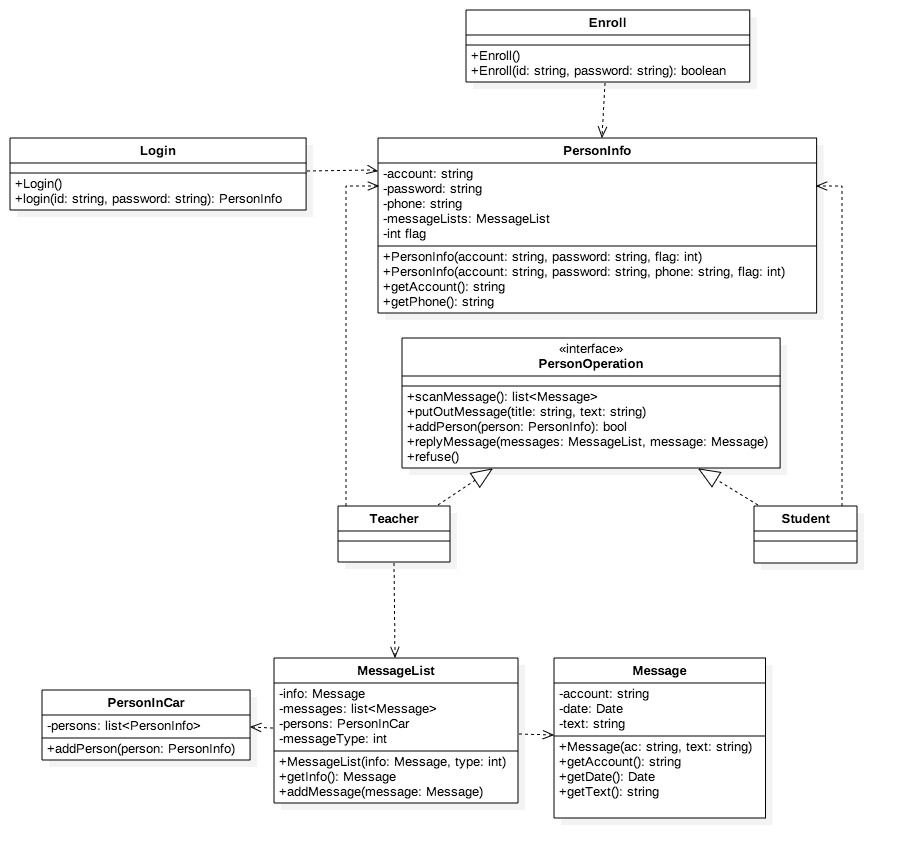 Enroll
+Enroll()
+Enroll(id: string, password: string): boolean
Login
+Login()
+login(id: string, password: string): PersonInfo
PersonInfo
-account: string
-password: string
-phone: string
-messageLists: MessageList
-int flag
+PersonInfo(account: string, password: string, flag: int)
+PersonInfo(account: string, password: string, phone: string, flag: int)
+getAccount(): string
+getPhone(): string
«interface»
PersonOperation
+scanMessage(): list<Message>
+putOutMessage(title: string, text: string)
+addPerson(person: PersonInfo): bool
+replyMessage(messages: MessageList, message: Message)
+refuse()
Teacher
Student
PersonInCar
-persons: list<PersonInfo>
+addPerson(person: PersonInfo)
MessageList
-info: Message
-messages: list<Message>
-persons: PersonInCar
-messageType: int
+MessageList(info: Message, type: int)
+getInfo(): Message
+addMessage(message: Message)
Message
-account: string
-date: Date
-text: string
+Message(ac: string, text: string)
+getAccount(): string
+getDate(): Date
+getText(): string